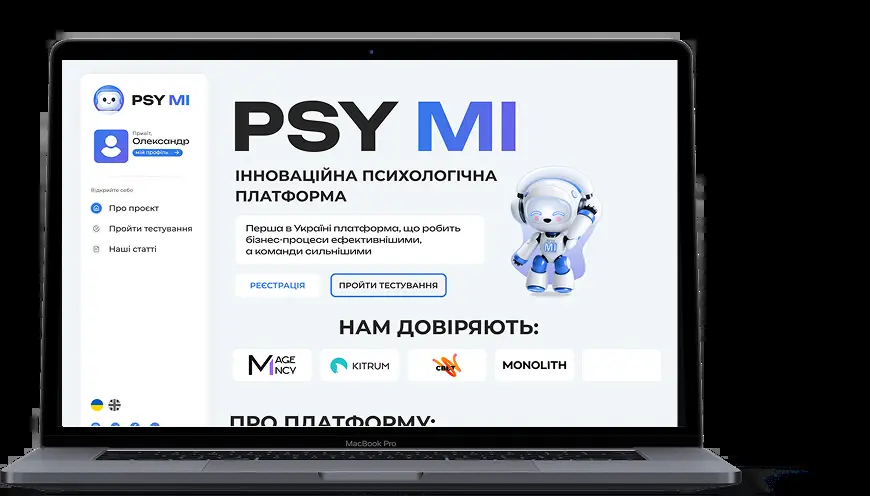 PSY MI
Привіт,
Олександр
мій профіль →
Відкрийте себе
Про проєкт
Пройти тестування
Наші статті
PSY MI
ІННОВАЦІЙНА ПСИХОЛОГІЧНА
ПЛАТФОРМА
Перша в Україні платформа, що робить
бізнес-процеси ефективнішими,
а команди сильнішими
РЕЄСТРАЦІЯ
ПРОЙТИ ТЕСТУВАННЯ
MI
НАМ ДОВІРЯЮТЬ:
M AGE
NCY
KITRUM
СВЕТ
MONOLITH
ПРО ПЛАТФОРМУ:
MacBook Pro